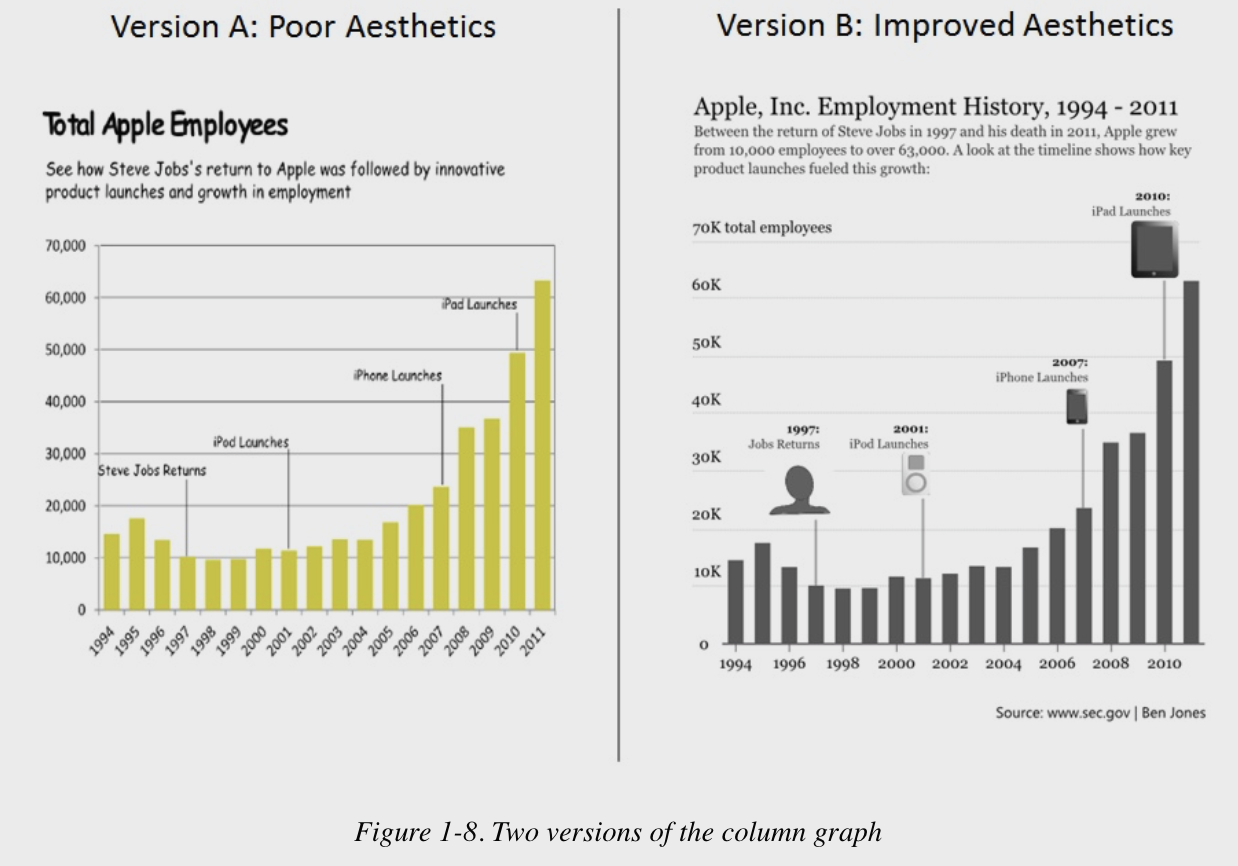 Version A: Poor Aesthetics
Total Apple Employees
See how Steve Jobs's return to Apple was followed by innovative
product launches and growth in employment
70,000
60,000
50,000
40,000
30,000
20,000
10,000
0
iPad Launches
iPhone Launches
iPod Launches
Steve Jobs Returns
1994
1995
1996
1997
1998
1999
2000
2001
2002
2003
2004
2005
2006
2007
2008
2009
2010
2011
Version B: Improved Aesthetics
Apple, Inc. Employment History, 1994 - 2011
Between the return of Steve Jobs in 1997 and his death in 2011, Apple grew
from 10,000 employees to over 63,000. A look at the timeline shows how key
product launches fueled this growth:
2010:
iPad Launches
70K total employees
60K
50K
2007:
iPhone Launches
40K
1997:
Jobs Returns
2001:
iPod Launches
30K
20K
10K
0
1994
1996
1998
2000
2002
2004
2006
2008
2010
Source: www.sec.gov | Ben Jones
Figure 1-8. Two versions of the column graph